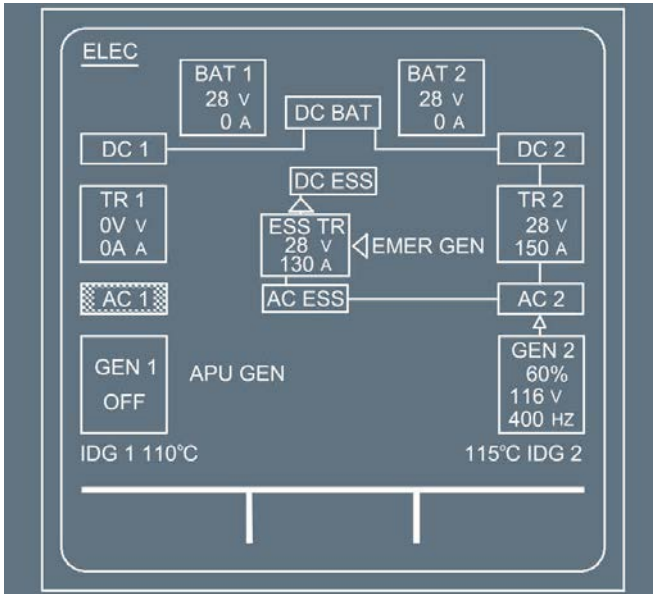 ELEC
BAT 1
28 V
0 A
DC BAT
BAT 2
28 V
0 A
DC 1
DC 2
DC ESS
TR 1
0V V
0A A
ESS TR
28 V
130 A
EMER GEN
TR 2
28 V
150 A
AC 1
AC ESS
AC 2
GEN 1
OFF
APU GEN
GEN 2
60%
116 V
400 HZ
IDG 1 110°C
115°C IDG 2